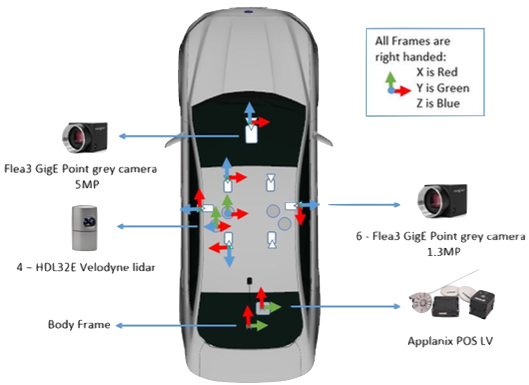 All Frames are
right handed:
X is Red
Y is Green
Z is Blue
Flea3 GigE Point grey camera
5MP
4 – HDL32E Velodyne lidar
6 - Flea3 GigE Point grey camera
1.3MP
Body Frame
Applanix POS LV